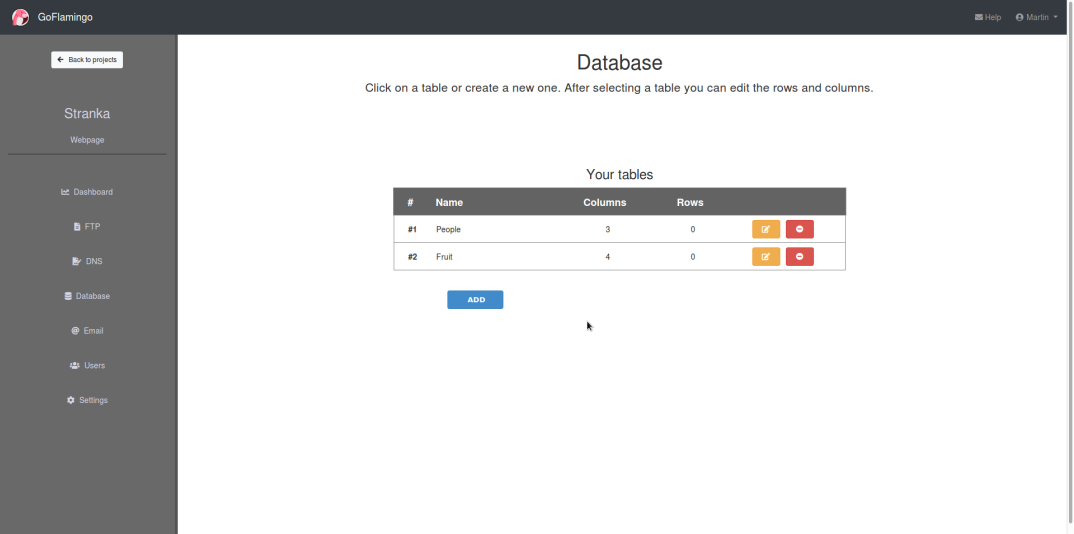 GoFlamingo
Help
Martin
Back to projects
Stranka
Webpage
Dashboard
FTP
DNS
Database
Email
Users
Settings
Database
Click on a table or create a new one. After selecting a table you can edit the rows and columns.
Your tables
# Name Columns Rows
#1 People 3 0
#2 Fruit 4 0
ADD